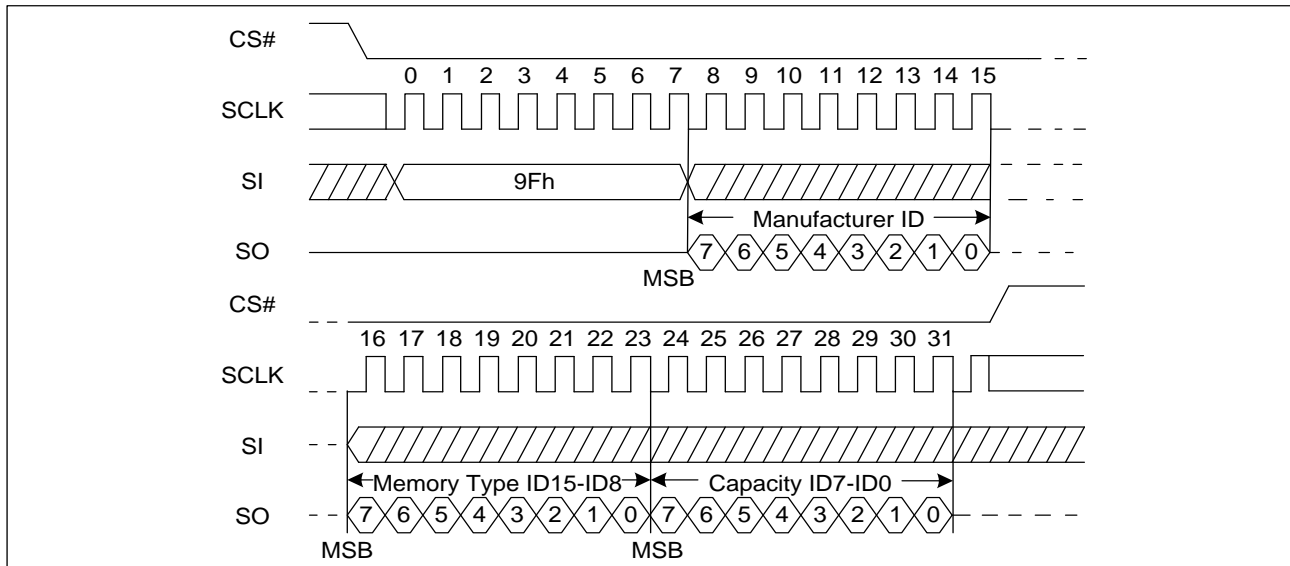 CS#
0 1 2 3 4 5 6 7 8 9 10 11 12 13 14 15
SCLK
SI 9Fh
Manufacturer ID
SO 7 6 5 4 3 2 1 0
MSB
CS#
16 17 18 19 20 21 22 23 24 25 26 27 28 29 30 31
SCLK
SI
Memory Type ID15-ID8 Capacity ID7-ID0
SO 7 6 5 4 3 2 1 0 7 6 5 4 3 2 1 0
MSB MSB